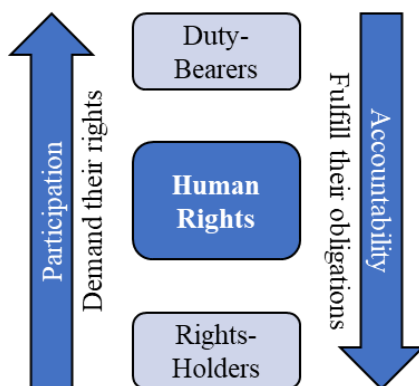 Duty-
Bearers
Participation
Demand their rights
Human
Rights
Fulfill their obligations
Accountability
Rights-
Holders